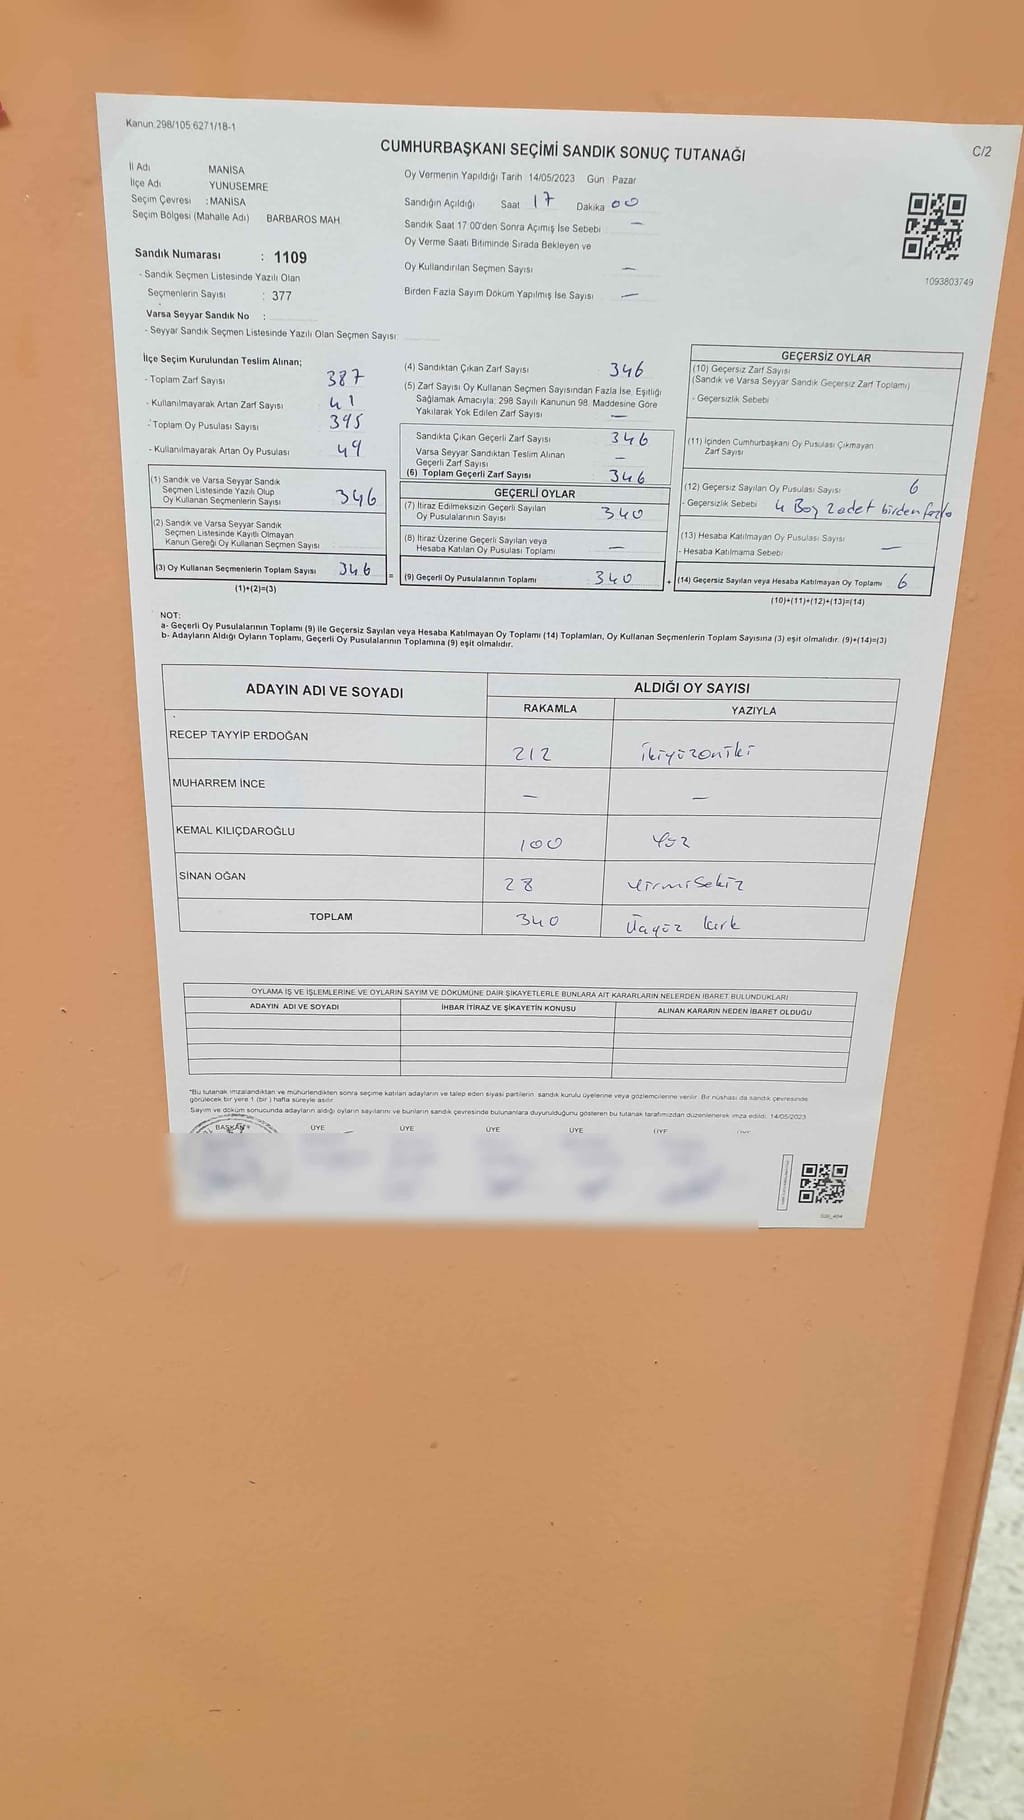 Kanun:298/105:6271/18-1
C/2
CUMHURBAŞKANI SEÇİMİ SANDIK SONUÇ TUTANAĞI
İl Adı MANİSA
İlçe Adı YUNUSEMRE
Seçim Çevresi : MANİSA
Seçim Bölgesi (Mahalle Adı) BARBAROS MAH
Sandık Numarası : 1109
- Sandık Seçmen Listesinde Yazılı Olan
Seçmenlerin Sayısı : 377
Varsa Seyyar Sandık No :
- Seyyar Sandık Seçmen Listesinde Yazılı Olan Seçmen Sayısı:
Oy Vermenin Yapıldığı Tarih :14/05/2023 Gün : Pazar
Sandığın Açıldığı Saat 17 Dakika 00
Sandık Saat 17:00'den Sonra Açılmış İse Sebebi —
Oy Verme Saati Bitiminde Sırada Bekleyen ve
Oy Kullandırılan Seçmen Sayısı —
Birden Fazla Sayım Döküm Yapılmış İse Sayısı —
1093803749
İlçe Seçim Kurulundan Teslim Alınan;
- Toplam Zarf Sayısı 387
- Kullanılmayarak Artan Zarf Sayısı 41
- Toplam Oy Pusulası Sayısı 395
- Kullanılmayarak Artan Oy Pusulası 49
(1) Sandık ve Varsa Seyyar Sandık
Seçmen Listesinde Yazılı Olup
Oy Kullanan Seçmenlerin Sayısı 346
(2) Sandık ve Varsa Seyyar Sandık
Seçmen Listesinde Kayıtlı Olmayan
Kanun Gereği Oy Kullanan Seçmen Sayısı
(3) Oy Kullanan Seçmenlerin Toplam Sayısı 346
(1)+(2)=(3)
(4) Sandıktan Çıkan Zarf Sayısı 346
(5) Zarf Sayısı Oy Kullanan Seçmen Sayısından Fazla İse, Eşitliği
Sağlamak Amacıyla; 298 Sayılı Kanunun 98. Maddesine Göre
Yakılarak Yok Edilen Zarf Sayısı —
Sandıkta Çıkan Geçerli Zarf Sayısı 346
Varsa Seyyar Sandıktan Teslim Alınan
Geçerli Zarf Sayısı —
(6) Toplam Geçerli Zarf Sayısı 346
GEÇERLİ OYLAR
(7) İtiraz Edilmeksizin Geçerli Sayılan
Oy Pusulalarının Sayısı 340
(8) İtiraz Üzerine Geçerli Sayılan veya
Hesaba Katılan Oy Pusulası Toplamı —
= (9) Geçerli Oy Pusulalarının Toplamı 340 +
GEÇERSİZ OYLAR
(10) Geçersiz Zarf Sayısı
(Sandık ve Varsa Seyyar Sandık Geçersiz Zarf Toplamı)
- Geçersizlik Sebebi
(11) İçinden Cumhurbaşkanı Oy Pusulası Çıkmayan
Zarf Sayısı
(12) Geçersiz Sayılan Oy Pusulası Sayısı 6
- Geçersizlik Sebebi 4 Boş 2 adet birden fazla
(13) Hesaba Katılmayan Oy Pusulası Sayısı —
- Hesaba Katılmama Sebebi
(14) Geçersiz Sayılan veya Hesaba Katılmayan Oy Toplamı 6
(10)+(11)+(12)+(13)=(14)
NOT:
a- Geçerli Oy Pusulalarının Toplamı (9) ile Geçersiz Sayılan veya Hesaba Katılmayan Oy Toplamı (14) Toplamları, Oy Kullanan Seçmenlerin Toplam Sayısına (3) eşit olmalıdır. (9)+(14)=(3)
b- Adayların Aldığı Oyların Toplamı, Geçerli Oy Pusulalarının Toplamına (9) eşit olmalıdır.
ADAYIN ADI VE SOYADI ALDIĞI OY SAYISI
RAKAMLA YAZIYLA
RECEP TAYYİP ERDOĞAN 212 ikiyüzoniki
MUHARREM İNCE — —
KEMAL KILIÇDAROĞLU 100 Yüz
SİNAN OĞAN 28 yirmisekiz
TOPLAM 340 Üçyüz kırk
OYLAMA İŞ VE İŞLEMLERİNE VE OYLARIN SAYIM VE DÖKÜMÜNE DAİR ŞİKAYETLERLE BUNLARA AİT KARARLARIN NELERDEN İBARET BULUNDUKLARI
ADAYIN ADI VE SOYADI İHBAR İTİRAZ VE ŞİKAYETİN KONUSU ALINAN KARARIN NEDEN İBARET OLDUĞU
*Bu tutanak imzalandıktan ve mühürlendikten sonra seçime katılan adayların ve talep eden siyasi partilerin, sandık kurulu üyelerine veya gözlemcilerine verilir. Bir nüshası da sandık çevresinde
görülecek bir yere 1 (bir ) hafta süreyle asılır.
Sayım ve döküm sonucunda adayların aldığı oyların sayılarını ve bunların sandık çevresinde bulunanlara duyurulduğunu gösteren bu tutanak tarafımızdan düzenlenerek imza edildi. 14/05/2023
BAŞKAN ÜYE ÜYE ÜYE ÜYE ÜYE